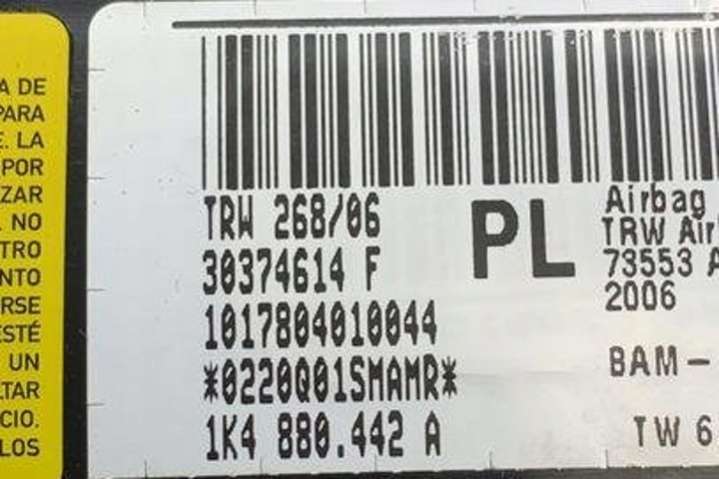 A DE
PARA
E. LA
POR
ZAR
NO
TRO
NTO
RSE
ESTÉ
UN
LTAR
CIO.
LOS
TRW 268/06
30374614 F
1017804010044
*0220Q01SMAMR*
1K4 880.442 A
PL
Airbag
TRW Air
73553 A
2006
BAM-
TW 6